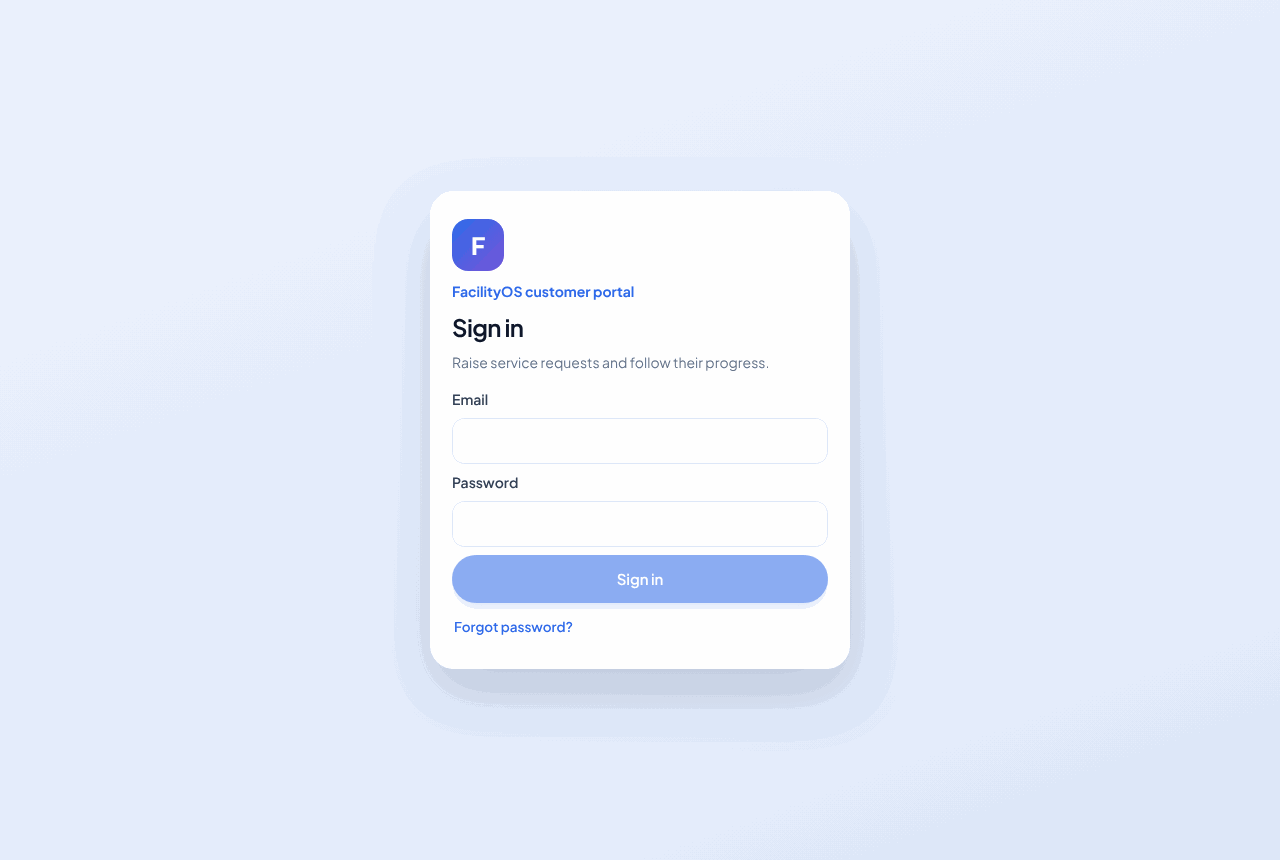 F
FacilityOS customer portal
Sign in
Raise service requests and follow their progress.
Email
Password
Sign in
Forgot password?